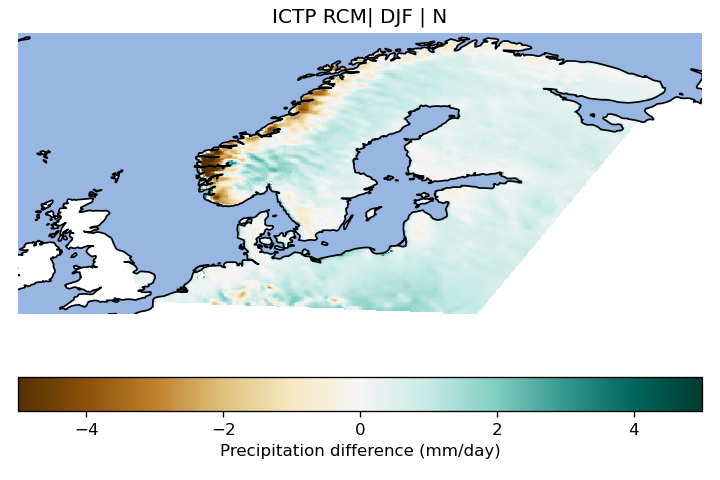 ICTP RCM| DJF | N
−4 −2 0 2 4
Precipitation difference (mm/day)